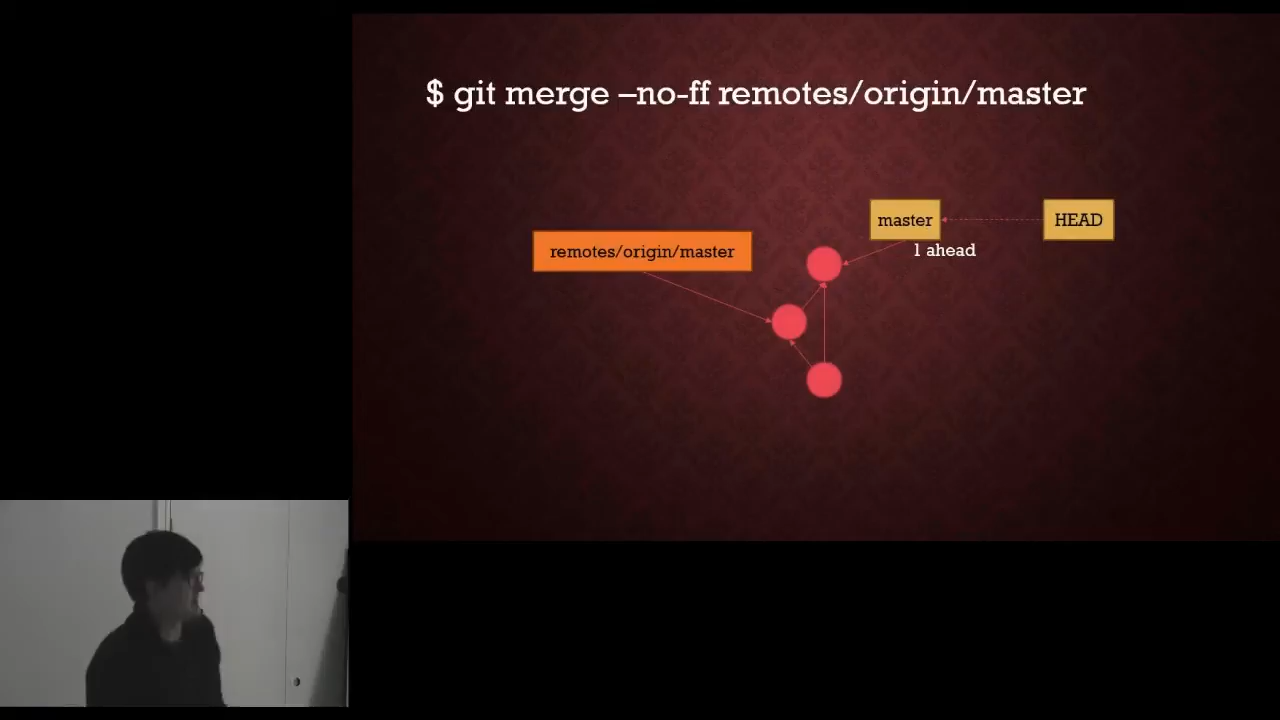 $ git merge –no-ff remotes/origin/master
master
HEAD
remotes/origin/master
1 ahead